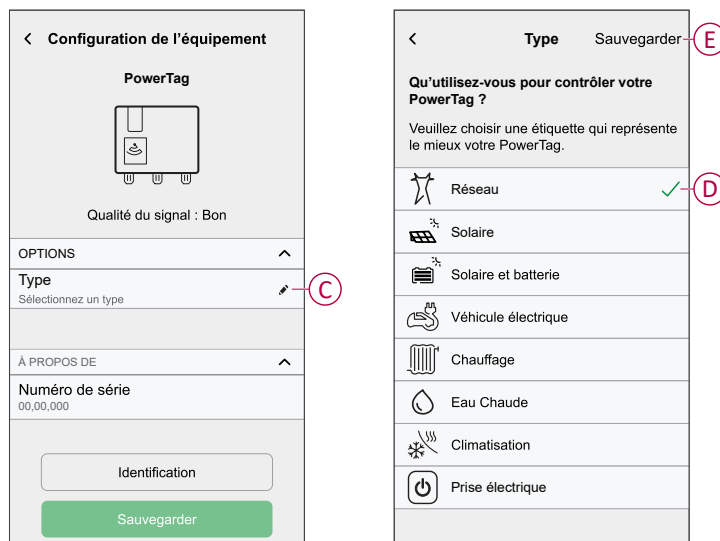 Configuration de l'équipement
PowerTag
Qualité du signal : Bon
OPTIONS
Type
Sélectionnez un type
C
À PROPOS DE
Numéro de série
00,00,000
Identification
Sauvegarder
Type
Sauvegarder
E
Qu'utilisez-vous pour contrôler votre
PowerTag ?
Veuillez choisir une étiquette qui représente
le mieux votre PowerTag.
Réseau
D
Solaire
Solaire et batterie
Véhicule électrique
Chauffage
Eau Chaude
Climatisation
Prise électrique